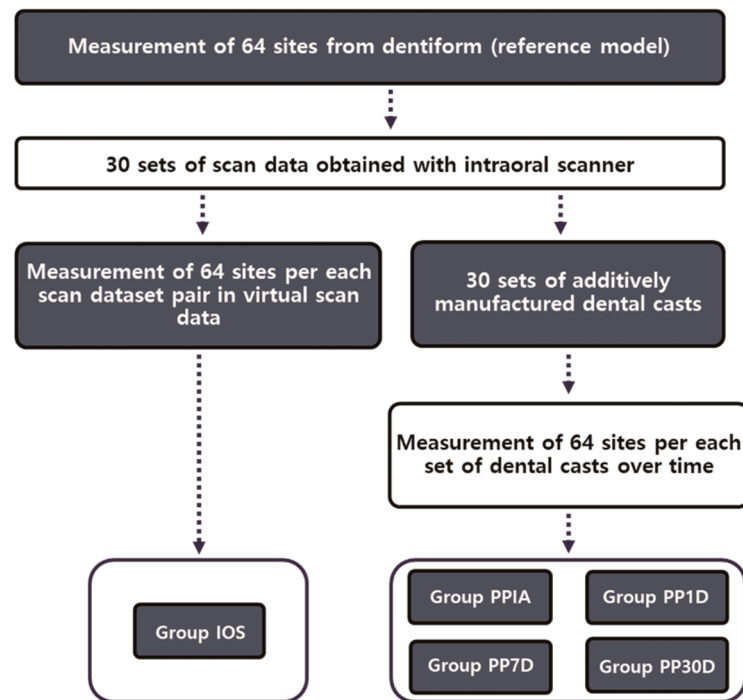 Measurement of 64 sites from dentiform (reference model)
30 sets of scan data obtained with intraoral scanner
Measurement of 64 sites per each
scan dataset pair in virtual scan
data
30 sets of additively
manufactured dental casts
Measurement of 64 sites per each
set of dental casts over time
Group IOS
Group PPIA
Group PP1D
Group PP7D
Group PP30D